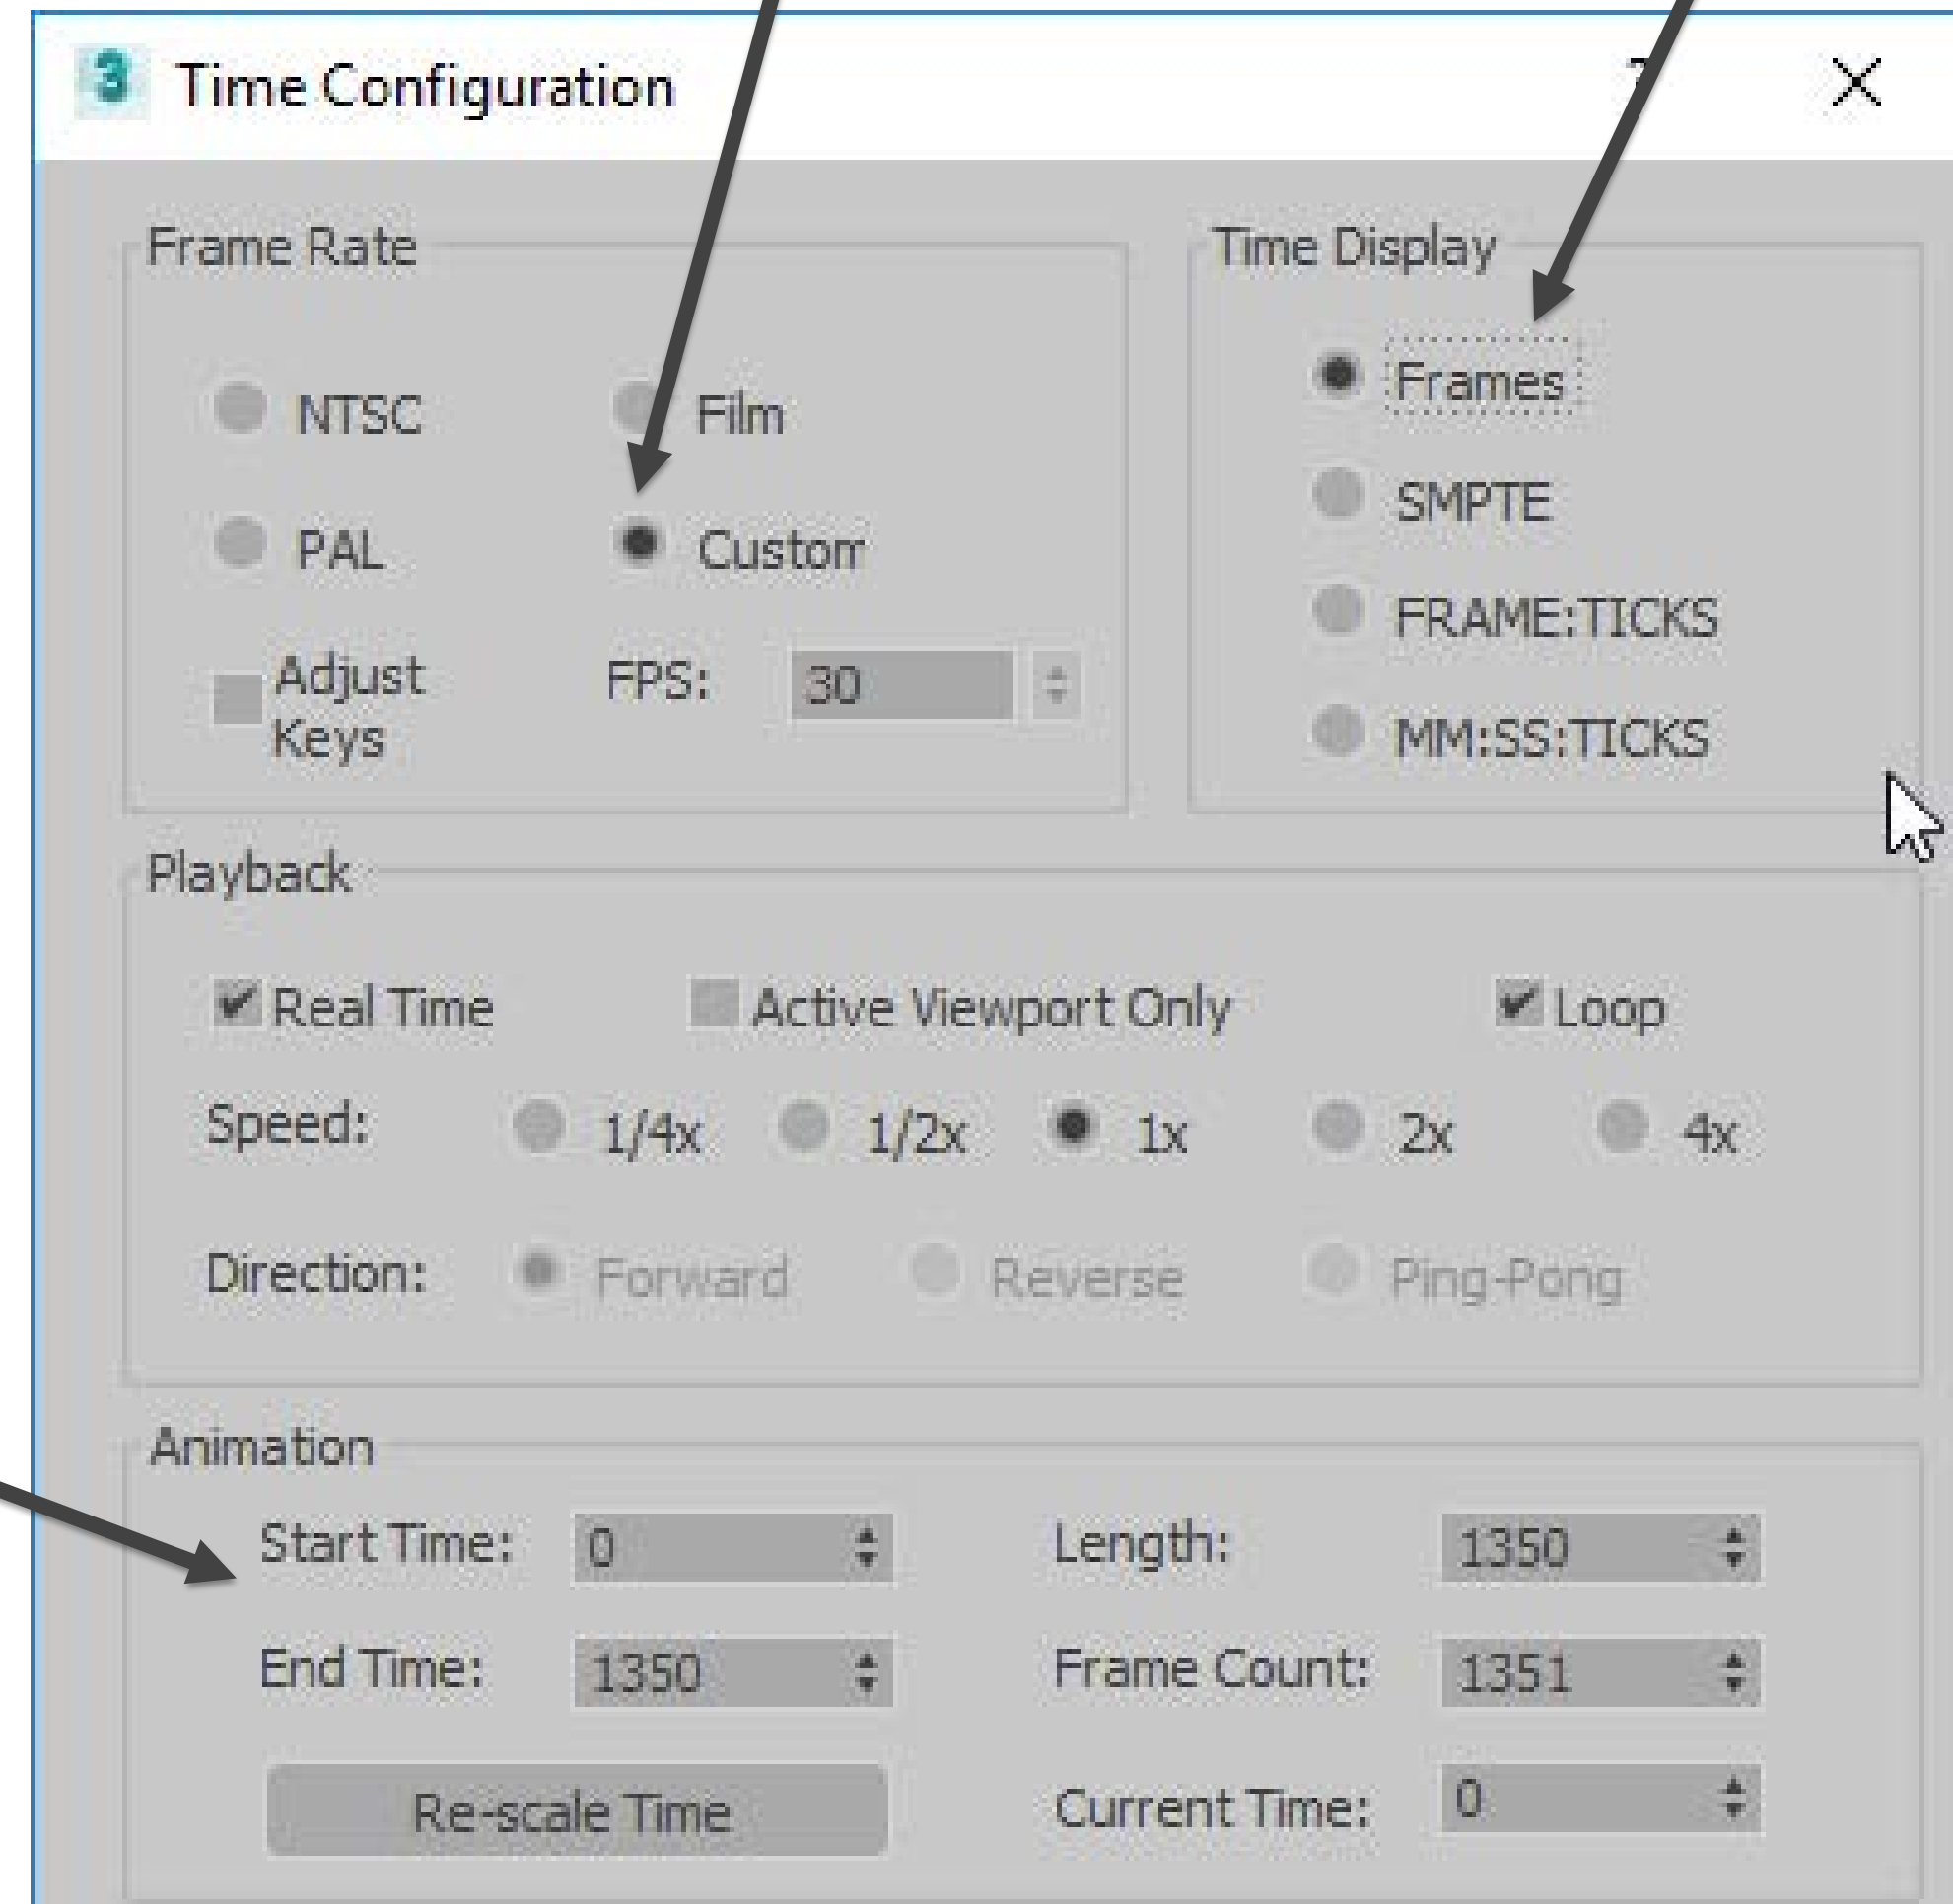 3 Time Configuration
Frame Rate
NTSC Film
PAL Custom
Adjust Keys FPS: 30
Time Display
Frames
SMPTE
FRAME:TICKS
MM:SS:TICKS
Playback
Real Time Active Viewport Only Loop
Speed: 1/4x 1/2x 1x 2x 4x
Direction: Forward Reverse Ping-Pong
Animation
Start Time: 0 Length: 1350
End Time: 1350 Frame Count: 1351
Re-scale Time Current Time: 0